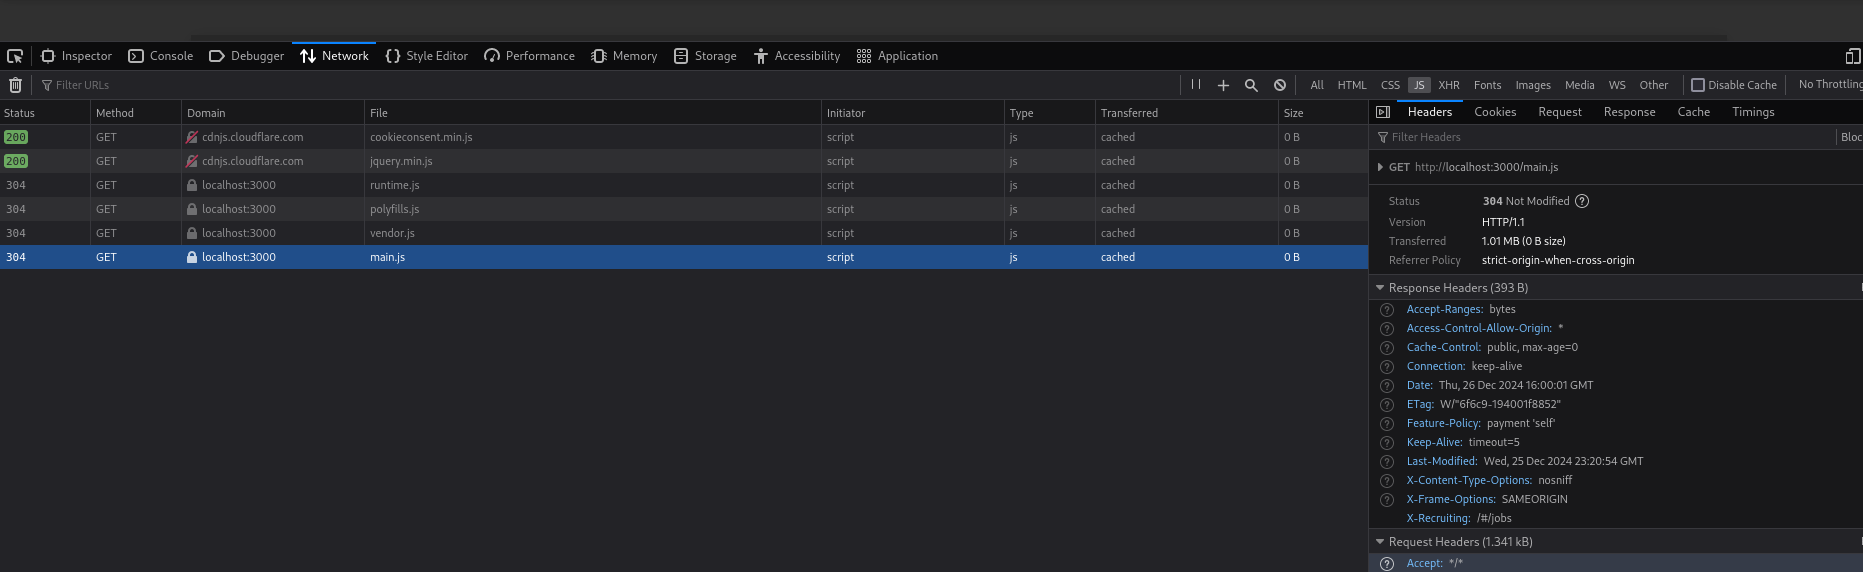 Inspector Console Debugger Network Style Editor Performance Memory Storage Accessibility Application
Filter URLs All HTML CSS JS XHR Fonts Images Media WS Other Disable Cache No Throttling
Status Method Domain File Initiator Type Transferred Size
200 GET cdnjs.cloudflare.com cookieconsent.min.js script js cached 0 B
200 GET cdnjs.cloudflare.com jquery.min.js script js cached 0 B
304 GET localhost:3000 runtime.js script js cached 0 B
304 GET localhost:3000 polyfills.js script js cached 0 B
304 GET localhost:3000 vendor.js script js cached 0 B
304 GET localhost:3000 main.js script js cached 0 B
Headers Cookies Request Response Cache Timings
Filter Headers Bloc
GET http://localhost:3000/main.js
Status 304 Not Modified
Version HTTP/1.1
Transferred 1.01 MB (0 B size)
Referrer Policy strict-origin-when-cross-origin
Response Headers (393 B)
Accept-Ranges: bytes
Access-Control-Allow-Origin: *
Cache-Control: public, max-age=0
Connection: keep-alive
Date: Thu, 26 Dec 2024 16:00:01 GMT
ETag: W/"6f6c9-194001f8852"
Feature-Policy: payment 'self'
Keep-Alive: timeout=5
Last-Modified: Wed, 25 Dec 2024 23:20:54 GMT
X-Content-Type-Options: nosniff
X-Frame-Options: SAMEORIGIN
X-Recruiting: /#/jobs
Request Headers (1.341 kB)
Accept: */*